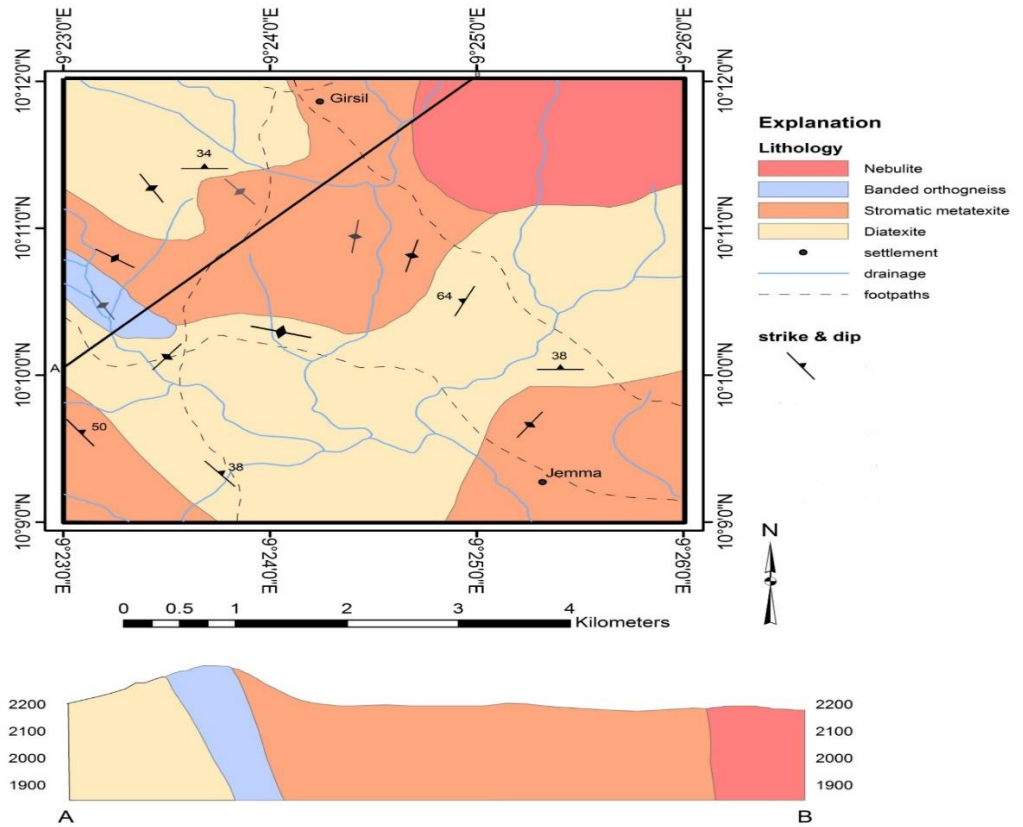 9°23'0"E 9°24'0"E 9°25'0"E 9°26'0"E
B
10°12'0"N 10°12'0"N
Girsil
34
10°11'0"N 10°11'0"N
64
A 38
10°10'0"N 10°10'0"N
50
38
Jemma
10°9'0"N 10°9'0"N
9°23'0"E 9°24'0"E 9°25'0"E 9°26'0"E
Explanation
Lithology
Nebulite
Banded orthogneiss
Stromatic metatexite
Diatexite
settlement
drainage
footpaths
strike & dip
N
0 0.5 1 2 3 4
Kilometers
2200 2200
2100 2100
2000 2000
1900 1900
A B